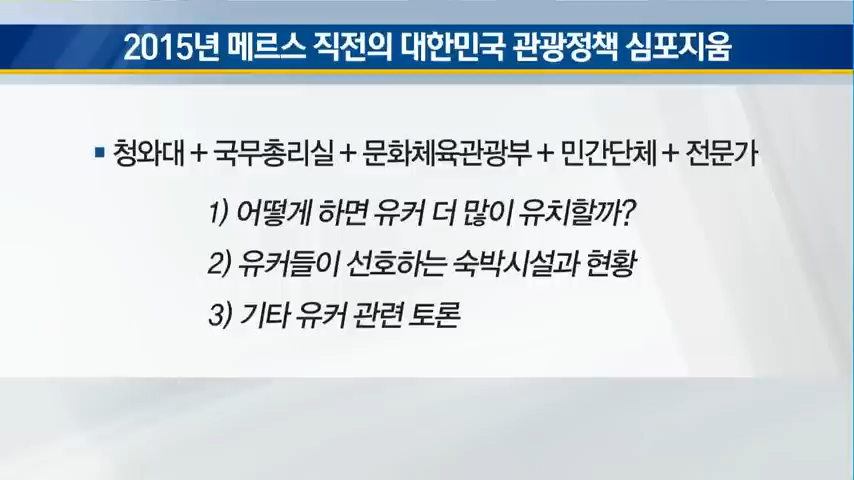 2015년 메르스 직전의 대한민국 관광정책 심포지움
▪ 청와대 + 국무총리실 + 문화체육관광부 + 민간단체 + 전문가
1) 어떻게 하면 유커 더 많이 유치할까?
2) 유커들이 선호하는 숙박시설과 현황
3) 기타 유커 관련 토론